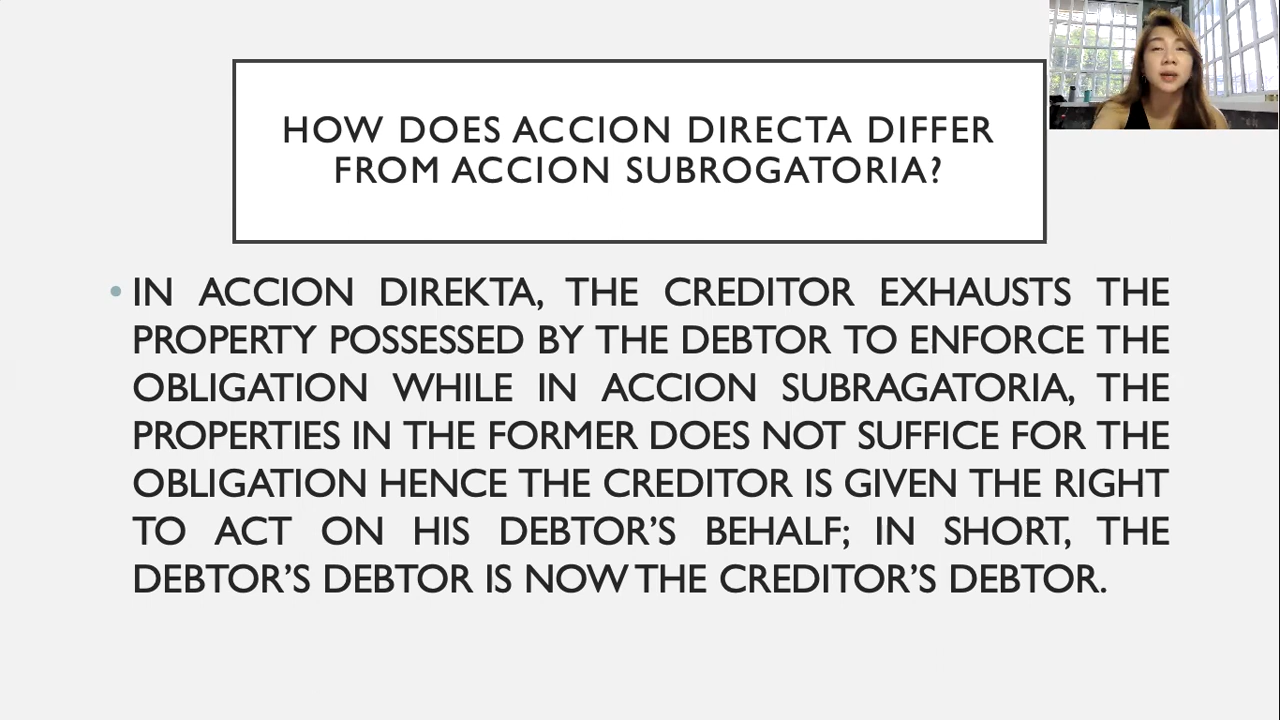 HOW DOES ACCION DIRECTA DIFFER
FROM ACCION SUBROGATORIA?
• IN ACCION DIREKTA, THE CREDITOR EXHAUSTS THE
PROPERTY POSSESSED BY THE DEBTOR TO ENFORCE THE
OBLIGATION WHILE IN ACCION SUBRAGATORIA, THE
PROPERTIES IN THE FORMER DOES NOT SUFFICE FOR THE
OBLIGATION HENCE THE CREDITOR IS GIVEN THE RIGHT
TO ACT ON HIS DEBTOR’S BEHALF; IN SHORT, THE
DEBTOR’S DEBTOR IS NOW THE CREDITOR’S DEBTOR.